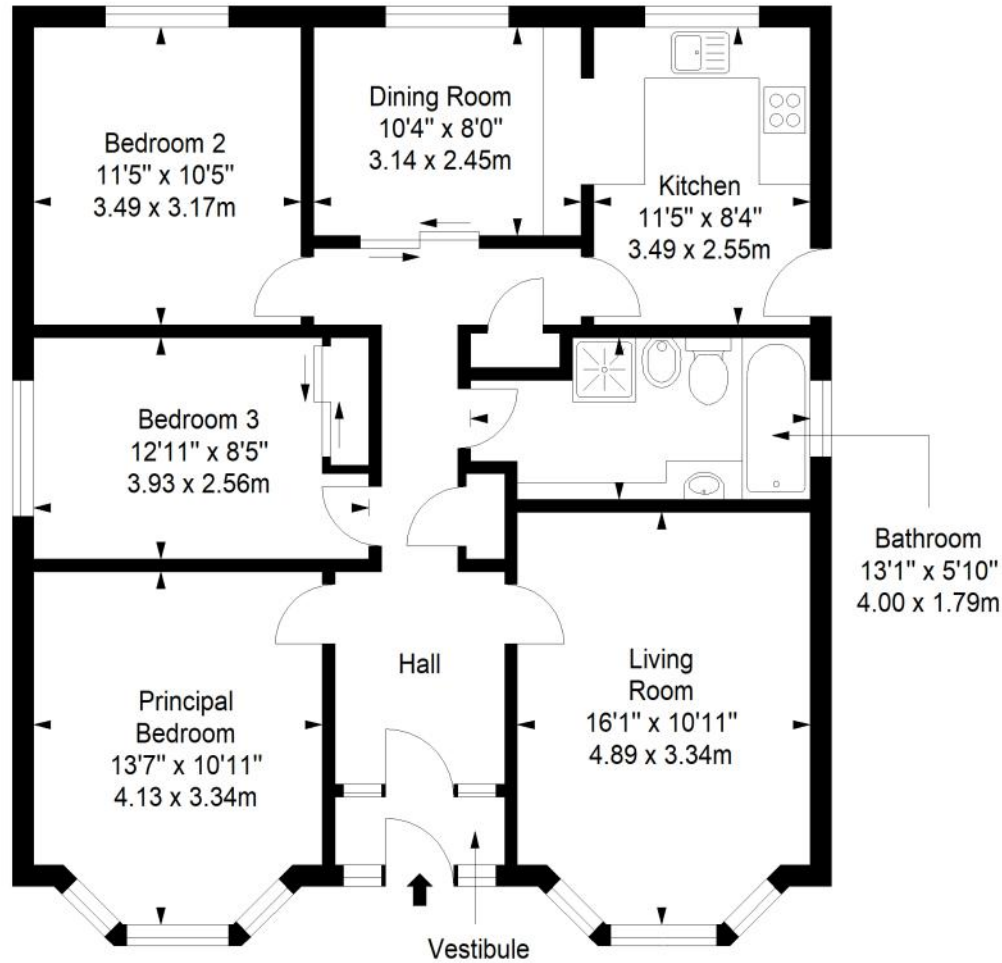 Bedroom 2
11'5" x 10'5"
3.49 x 3.17m
Dining Room
10'4" x 8'0"
3.14 x 2.45m
Kitchen
11'5" x 8'4"
3.49 x 2.55m
Bedroom 3
12'11" x 8'5"
3.93 x 2.56m
Bathroom
13'1" x 5'10"
4.00 x 1.79m
Principal
Bedroom
13'7" x 10'11"
4.13 x 3.34m
Hall
Living
Room
16'1" x 10'11"
4.89 x 3.34m
Vestibule